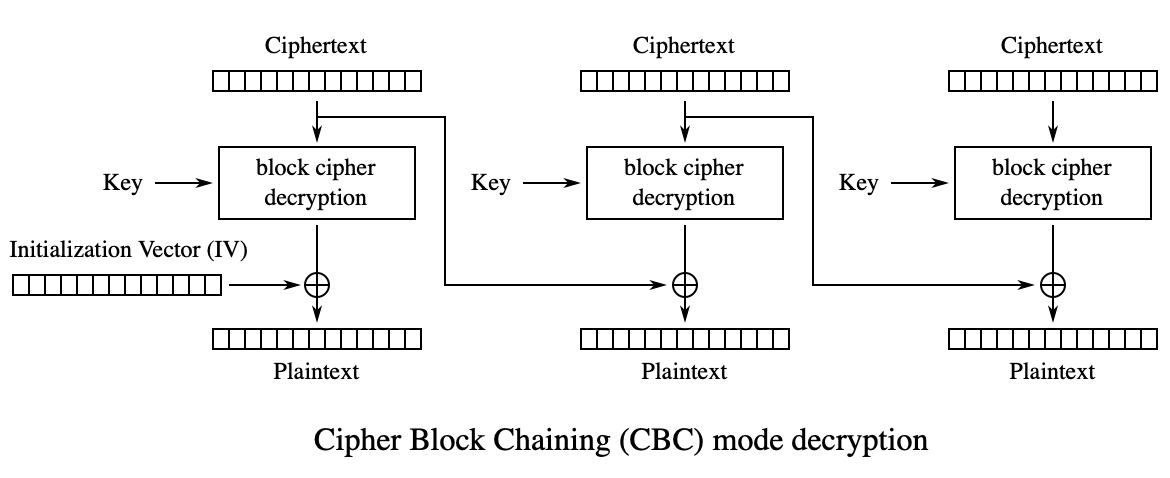 Ciphertext
Ciphertext
Ciphertext
Key
block cipher
decryption
Key
block cipher
decryption
Key
block cipher
decryption
Initialization Vector (IV)
Plaintext
Plaintext
Plaintext
Cipher Block Chaining (CBC) mode decryption